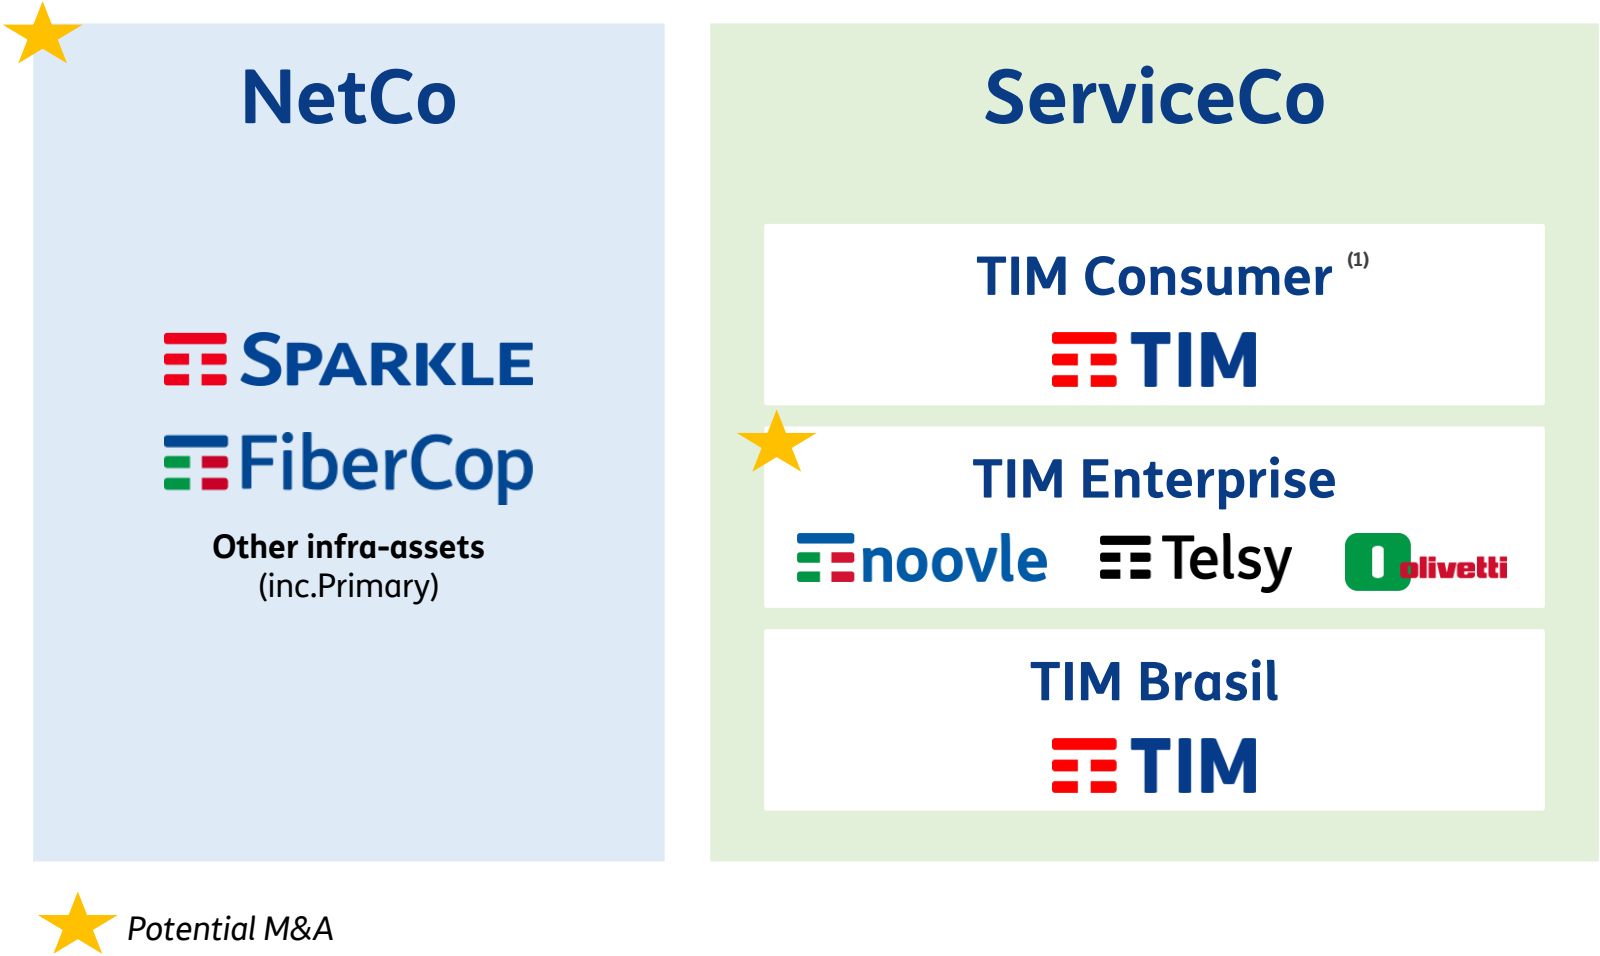 NetCo
SPARKLE
FiberCop
Other infra-assets
(inc.Primary)
ServiceCo
TIM Consumer (1)
TIM
TIM Enterprise
noovle Telsy olivetti
TIM Brasil
TIM
Potential M&A